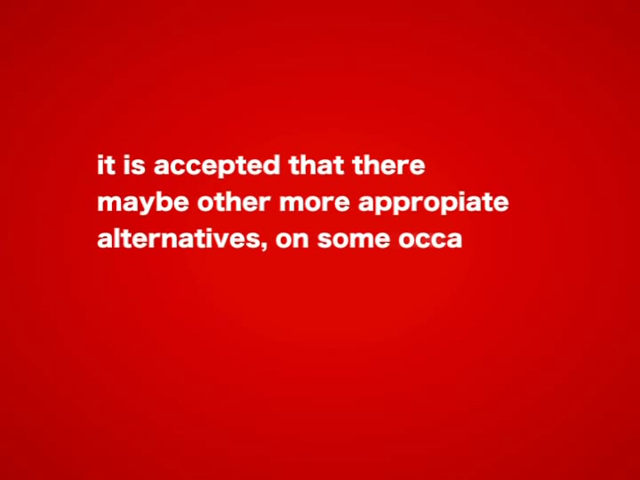 it is accepted that there
maybe other more appropiate
alternatives, on some occa